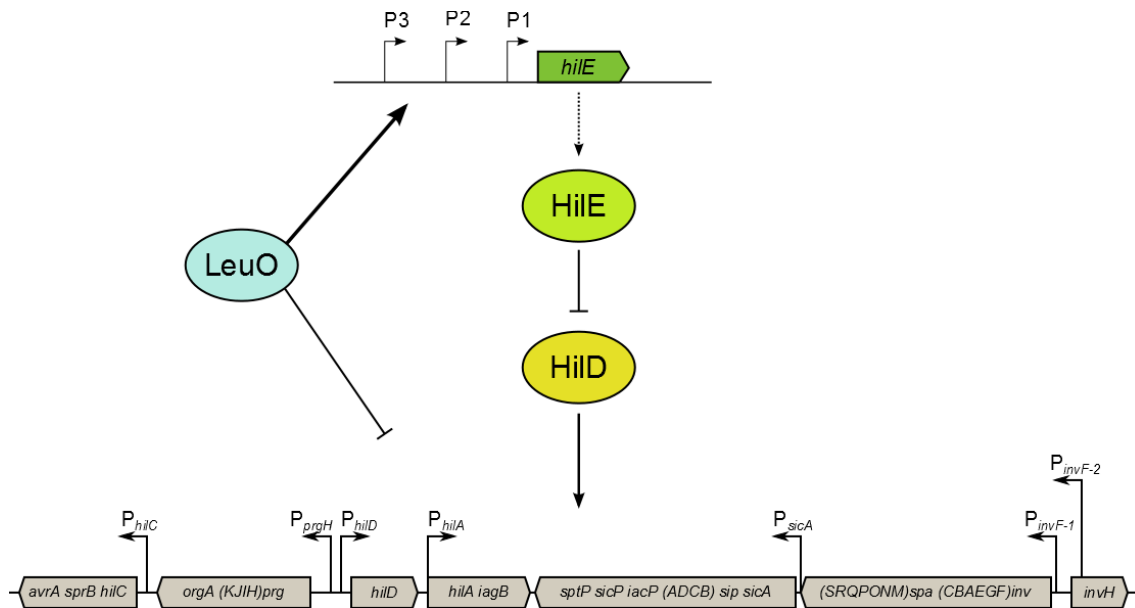 P3 P2 P1
hilE
HilE
LeuO
HilD
PinvF-2
PhilC PprgH PhilD PhilA PsicA PinvF-1
avrA sprB hilC orgA (KJIH)prg hilD hilA iagB sptP sicP iacP (ADCB) sip sicA (SRQPONM)spa (CBAEGF)inv invH